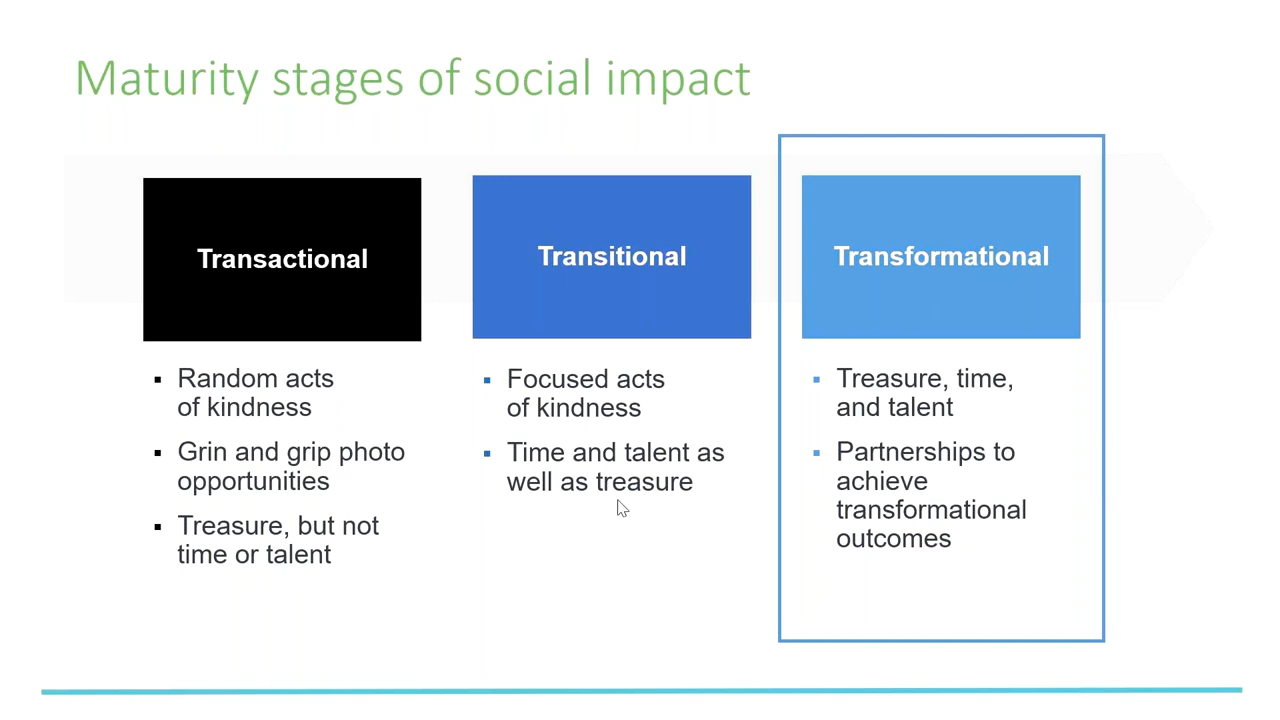 Maturity stages of social impact
Transactional
Random acts
of kindness
Grin and grip photo
opportunities
Treasure, but not
time or talent
Transitional
Focused acts
of kindness
Time and talent as
well as treasure
Transformational
Treasure, time,
and talent
Partnerships to
achieve
transformational
outcomes